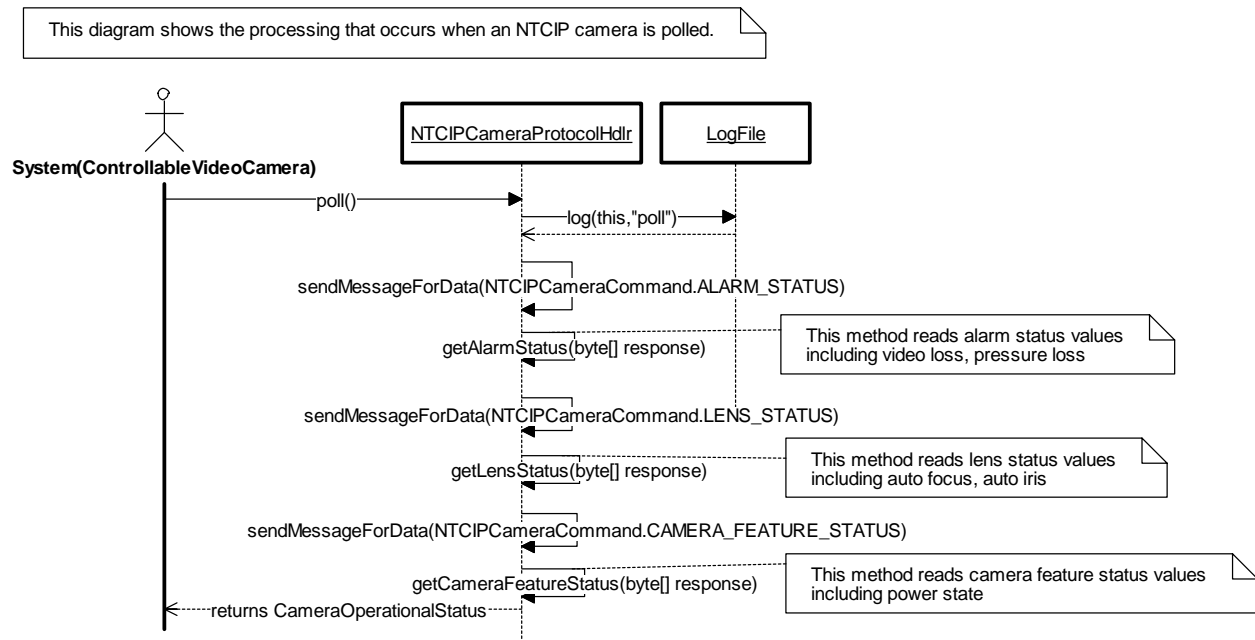 This diagram shows the processing that occurs when an NTCIP camera is polled.
NTCIPCameraProtocolHdlr
LogFile
System(ControllableVideoCamera)
poll()
log(this,"poll")
sendMessageForData(NTCIPCameraCommand.ALARM_STATUS)
This method reads alarm status values
including video loss, pressure loss
getAlarmStatus(byte[] response)
sendMessageForData(NTCIPCameraCommand.LENS_STATUS)
This method reads lens status values
including auto focus, auto iris
getLensStatus(byte[] response)
sendMessageForData(NTCIPCameraCommand.CAMERA_FEATURE_STATUS)
This method reads camera feature status values
including power state
getCameraFeatureStatus(byte[] response)
returns CameraOperationalStatus